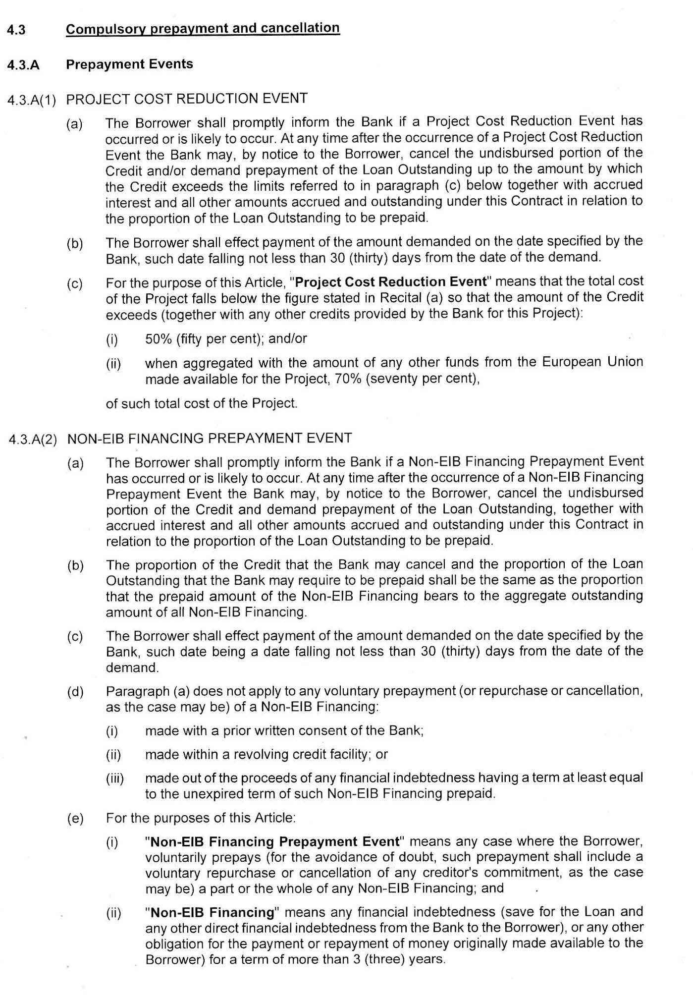 4.3 Compulsory prepayment and cancellation
4.3.A Prepayment Events
4.3.A(1) PROJECT COST REDUCTION EVENT
(a) The Borrower shall promptly inform the Bank if a Project Cost Reduction Event has
occurred or is likely to occur. At any time after the occurrence of a Project Cost Reduction
Event the Bank may, by notice to the Borrower, cancel the undisbursed portion of the
Credit and/or demand prepayment of the Loan Outstanding up to the amount by which
the Credit exceeds the limits referred to in paragraph (c) below together with accrued
interest and all other amounts accrued and outstanding under this Contract in relation to
the proportion of the Loan Outstanding to be prepaid.
(b) The Borrower shall effect payment of the amount demanded on the date specified by the
Bank, such date falling not less than 30 (thirty) days from the date of the demand.
(c) For the purpose of this Article, "Project Cost Reduction Event" means that the total cost
of the Project falls below the figure stated in Recital (a) so that the amount of the Credit
exceeds (together with any other credits provided by the Bank for this Project):
(i) 50% (fifty per cent); and/or
(ii) when aggregated with the amount of any other funds from the European Union
made available for the Project, 70% (seventy per cent),
of such total cost of the Project.
4.3.A(2) NON-EIB FINANCING PREPAYMENT EVENT
(a) The Borrower shall promptly inform the Bank if a Non-EIB Financing Prepayment Event
has occurred or is likely to occur. At any time after the occurrence of a Non-EIB Financing
Prepayment Event the Bank may, by notice to the Borrower, cancel the undisbursed
portion of the Credit and demand prepayment of the Loan Outstanding, together with
accrued interest and all other amounts accrued and outstanding under this Contract in
relation to the proportion of the Loan Outstanding to be prepaid.
(b) The proportion of the Credit that the Bank may cancel and the proportion of the Loan
Outstanding that the Bank may require to be prepaid shall be the same as the proportion
that the prepaid amount of the Non-EIB Financing bears to the aggregate outstanding
amount of all Non-EIB Financing.
(c) The Borrower shall effect payment of the amount demanded on the date specified by the
Bank, such date being a date falling not less than 30 (thirty) days from the date of the
demand.
(d) Paragraph (a) does not apply to any voluntary prepayment (or repurchase or cancellation,
as the case may be) of a Non-EIB Financing:
(i) made with a prior written consent of the Bank;
(ii) made within a revolving credit facility; or
(iii) made out of the proceeds of any financial indebtedness having a term at least equal
to the unexpired term of such Non-EIB Financing prepaid.
(e) For the purposes of this Article:
(i) "Non-EIB Financing Prepayment Event" means any case where the Borrower,
voluntarily prepays (for the avoidance of doubt, such prepayment shall include a
voluntary repurchase or cancellation of any creditor's commitment, as the case
may be) a part or the whole of any Non-EIB Financing; and
(ii) "Non-EIB Financing" means any financial indebtedness (save for the Loan and
any other direct financial indebtedness from the Bank to the Borrower), or any other
obligation for the payment or repayment of money originally made available to the
Borrower) for a term of more than 3 (three) years.